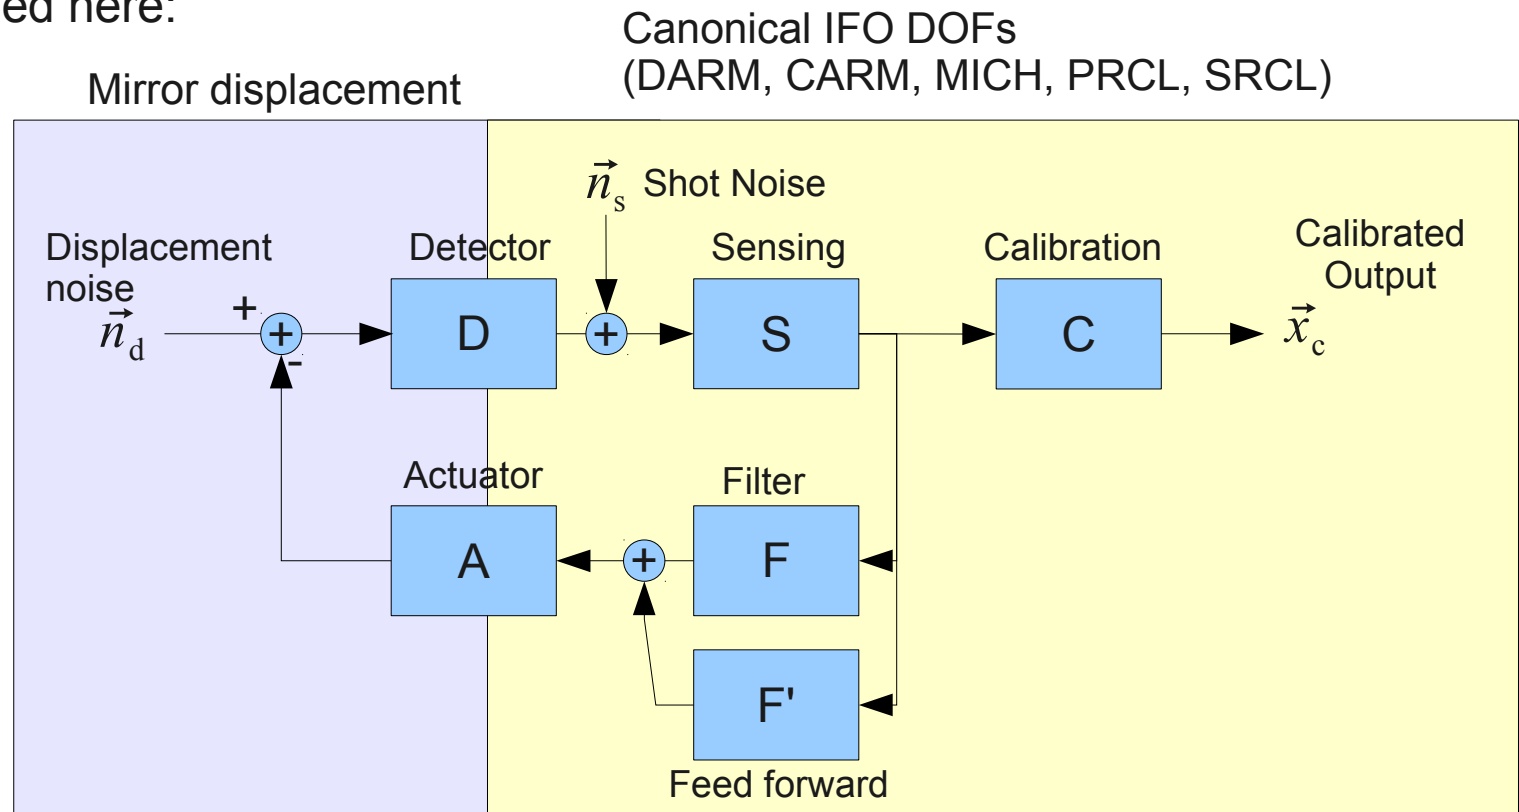 ed here:
Canonical IFO DOFs
(DARM, CARM, MICH, PRCL, SRCL)
Mirror displacement
n⃗s Shot Noise
Displacement
noise
Detector
Sensing
Calibration
Calibrated
Output
+
n⃗d
+
-
D
+
S
C
x⃗c
Actuator
Filter
A
+
F
F'
Feed forward